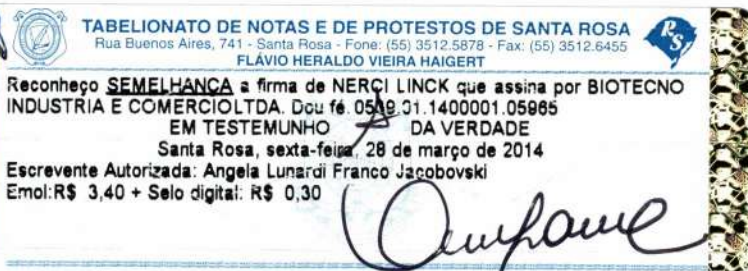 TABELIONATO DE NOTAS E DE PROTESTOS DE SANTA ROSA
Rua Buenos Aires, 741 - Santa Rosa - Fone: (55) 3512.5878 - Fax: (55) 3512.6455
FLÁVIO HERALDO VIEIRA HAIGERT
RS
Reconheço SEMELHANCA a firma de NERCI LINCK que assina por BIOTECNO
INDUSTRIA E COMERCIOLTDA. Dou fé. 01.1400001.05965
EM TESTEMUNHO DA VERDADE
Santa Rosa, sexta-feira, 28 de março de 2014
Escrevente Autorizada: Angela Lunardi Franco Jacobovski
Emol:R$ 3,40 + Selo digital: R$ 0,30